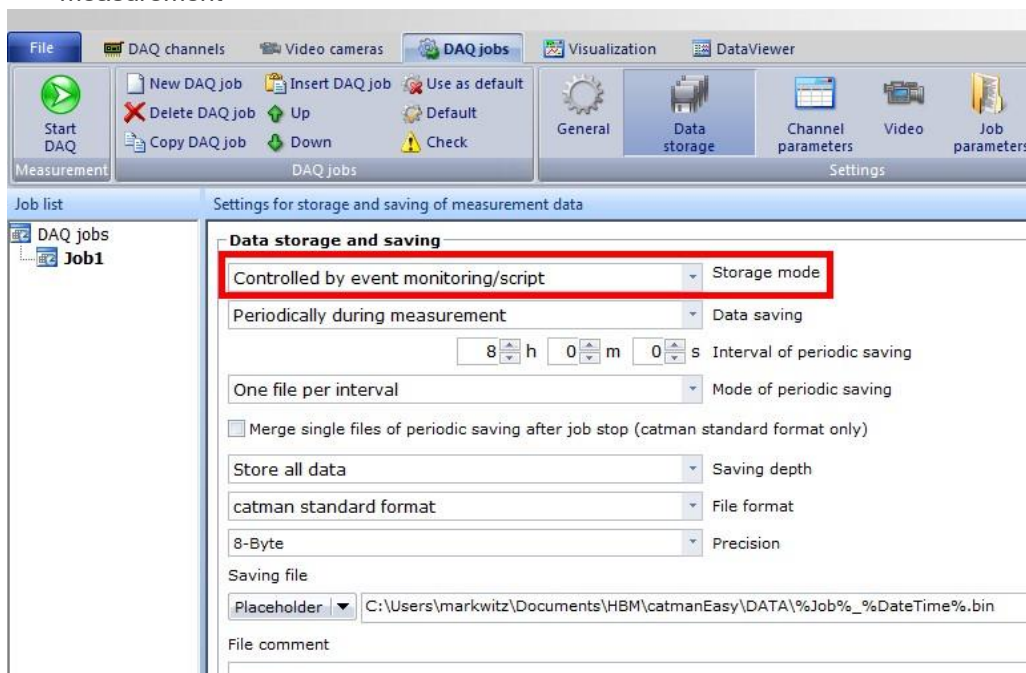 measurement
File DAQ channels Video cameras DAQ jobs Visualization DataViewer
New DAQ job Insert DAQ job Use as default
Delete DAQ job Up Default
Copy DAQ job Down Check
Start
DAQ
General
Data
storage
Channel
parameters
Video
Job
parameters
Measurement DAQ jobs Settings
Job list Settings for storage and saving of measurement data
DAQ jobs
Job1
Data storage and saving
Controlled by event monitoring/script Storage mode
Periodically during measurement Data saving
8 h 0 m 0 s Interval of periodic saving
One file per interval Mode of periodic saving
Merge single files of periodic saving after job stop (catman standard format only)
Store all data Saving depth
catman standard format File format
8-Byte Precision
Saving file
Placeholder C:\Users\markwitz\Documents\HBM\catmanEasy\DATA\%Job%_%DateTime%.bin
File comment